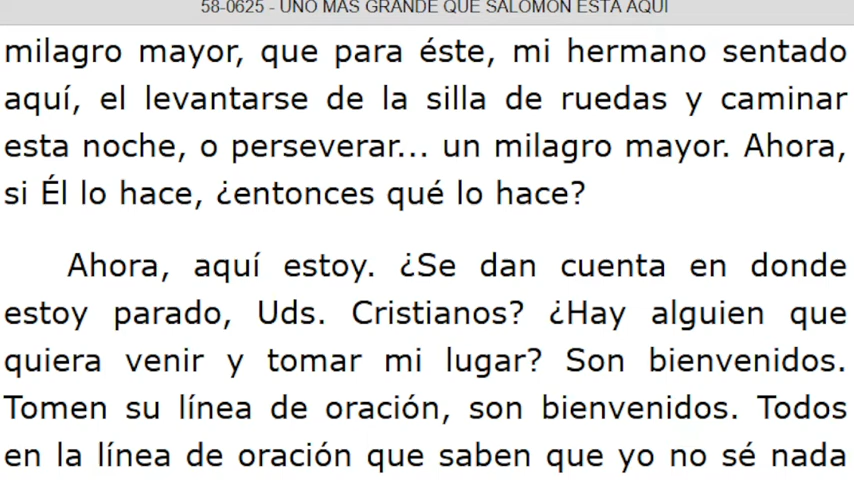 58-0625 - UNO MAS GRANDE QUE SALOMON ESTA AQUI
milagro mayor, que para éste, mi hermano sentado
aquí, el levantarse de la silla de ruedas y caminar
esta noche, o perseverar... un milagro mayor. Ahora,
si Él lo hace, ¿entonces qué lo hace?
Ahora, aquí estoy. ¿Se dan cuenta en donde
estoy parado, Uds. Cristianos? ¿Hay alguien que
quiera venir y tomar mi lugar? Son bienvenidos.
Tomen su línea de oración, son bienvenidos. Todos
en la línea de oración que saben que yo no sé nada